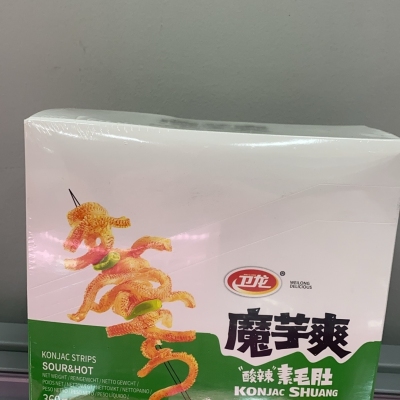 卫龙®
WEILONG
DELICIOUS
魔芋爽
"酸辣"素毛肚
KONJAC SHUANG
KONJAC STRIPS
SOUR&HOT